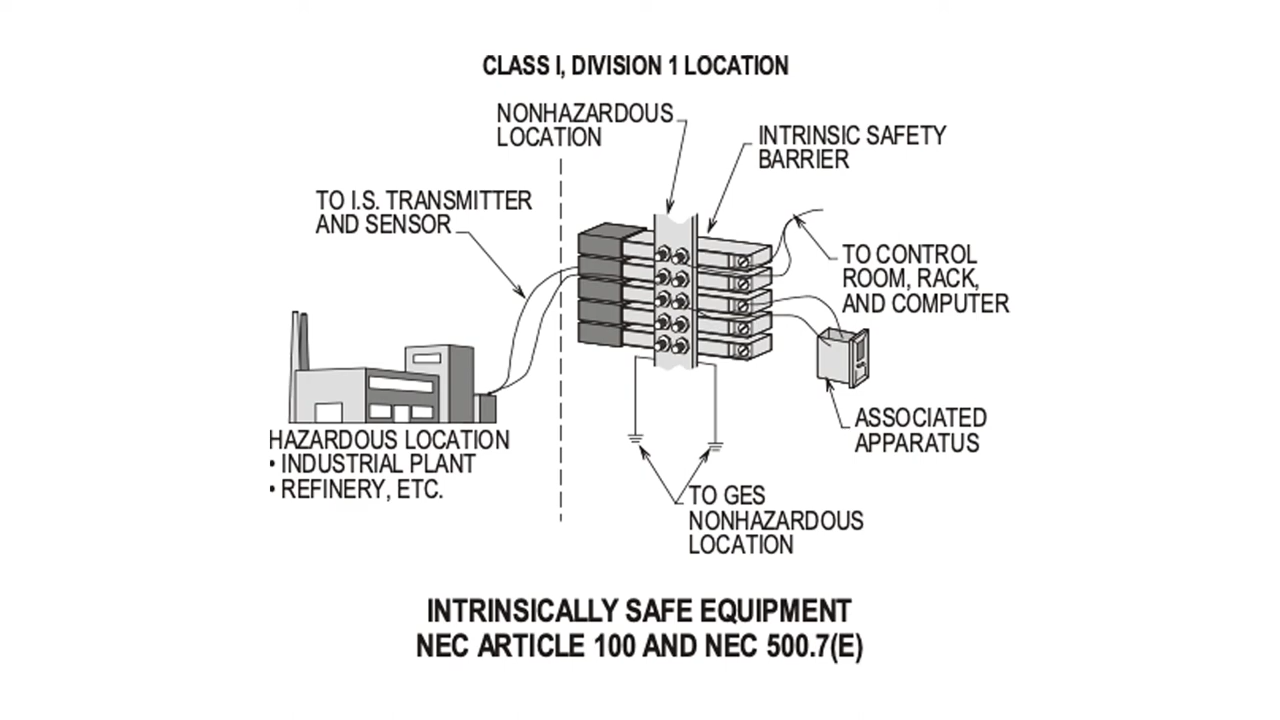 CLASS I, DIVISION 1 LOCATION
NONHAZARDOUS
LOCATION
INTRINSIC SAFETY
BARRIER
TO I.S. TRANSMITTER
AND SENSOR
TO CONTROL
ROOM, RACK,
AND COMPUTER
ASSOCIATED
APPARATUS
HAZARDOUS LOCATION
• INDUSTRIAL PLANT
• REFINERY, ETC.
TO GES
NONHAZARDOUS
LOCATION
INTRINSICALLY SAFE EQUIPMENT
NEC ARTICLE 100 AND NEC 500.7(E)